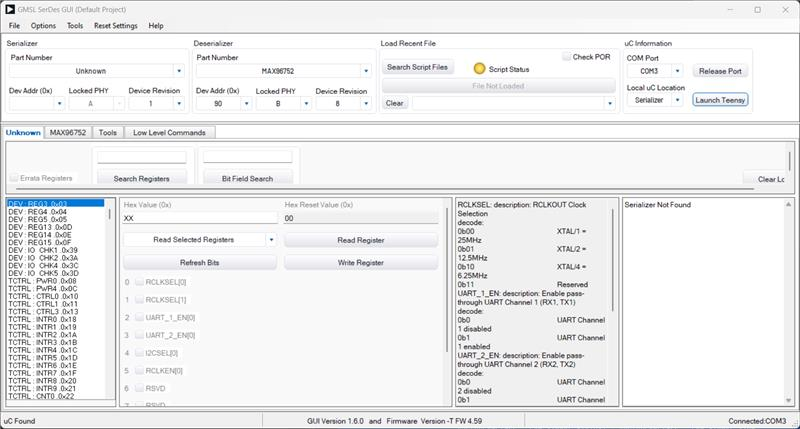 GMSL SerDes GUI (Default Project)
File Options Tools Reset Settings Help
Serializer
Part Number
Unknown
Dev Addr (0x) Locked PHY Device Revision
A 1
Deserializer
Part Number
MAX96752
Dev Addr (0x) Locked PHY Device Revision
90 B 8
Load Recent File
Check POR
Search Script Files Script Status
File Not Loaded
Clear
uC Information
COM Port
COM3 Release Port
Local uC Location
Serializer Launch Teensy
Unknown MAX96752 Tools Low Level Commands
Errata Registers Search Registers Bit Field Search Clear Lo
DEV : REG3 .0x03
DEV : REG4 .0x04
DEV : REG5 .0x05
DEV : REG13 .0x0D
DEV : REG14 .0x0E
DEV : REG15 .0x0F
DEV : IO_CHK1 .0x39
DEV : IO_CHK2 .0x3A
DEV : IO_CHK4 .0x3C
DEV : IO_CHK5 .0x3D
TCTRL : PWR0 .0x08
TCTRL : PWR4 .0x0C
TCTRL : CTRL0 .0x10
TCTRL : CTRL1 .0x11
TCTRL : CTRL3 .0x13
TCTRL : INTR0 .0x18
TCTRL : INTR1 .0x19
TCTRL : INTR2 .0x1A
TCTRL : INTR3 .0x1B
TCTRL : INTR4 .0x1C
TCTRL : INTR5 .0x1D
TCTRL : INTR6 .0x1E
TCTRL : INTR7 .0x1F
TCTRL : INTR8 .0x20
TCTRL : INTR9 .0x21
TCTRL : CNT0 .0x22
Hex Value (0x) Hex Reset Value (0x)
XX 00
Read Selected Registers Read Register
Refresh Bits Write Register
0 RCLKSEL[0]
1 RCLKSEL[1]
2 UART_1_EN[0]
3 UART_2_EN[0]
4 I2CSEL[0]
5 RCLKEN[0]
6 RSVD
7 RSVD
RCLKSEL: description: RCLKOUT Clock
Selection
decode:
0b00 XTAL/1 =
25MHz
0b01 XTAL/2 =
12.5MHz
0b10 XTAL/4 =
6.25MHz
0b11 Reserved
UART_1_EN: description: Enable pass-
through UART Channel 1 (RX1, TX1)
decode:
0b0 UART Channel
1 disabled
0b1 UART Channel
1 enabled
UART_2_EN: description: Enable pass-
through UART Channel 2 (RX2, TX2)
decode:
0b0 UART Channel
2 disabled
0b1 UART Channel
Serializer Not Found
uC Found GUI Version 1.6.0 and Firmware Version -T FW 4.59 Connected:COM3